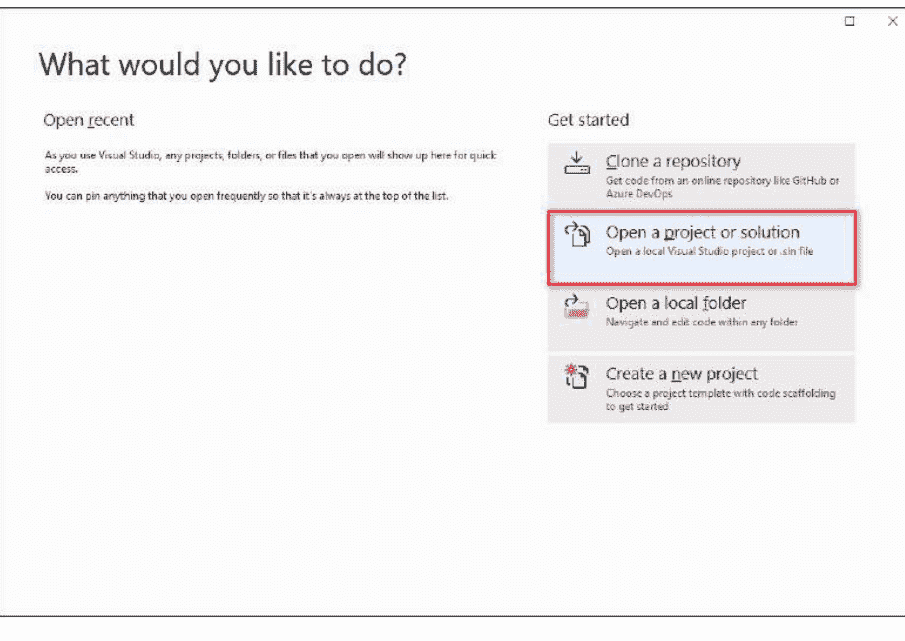 What would you like to do?
Open recent
As you use Visual Studio, any projects, folders, or files that you open will show up here for quick
access.
You can pin anything that you open frequently so that it's always at the top of the list.
Get started
Clone a repository
Get code from an online repository like GitHub or
Azure DevOps
Open a project or solution
Open a local Visual Studio project or .sln file
Open a local folder
Navigate and edit code within any folder
Create a new project
Choose a project template with code scaffolding
to get started